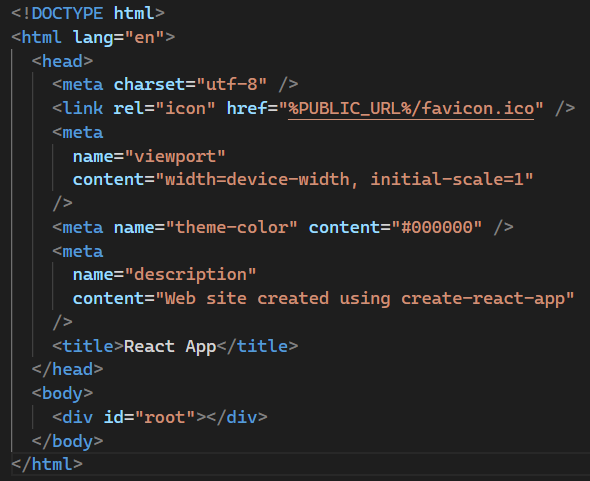 <!DOCTYPE html>
<html lang="en">
  <head>
    <meta charset="utf-8" />
    <link rel="icon" href="%PUBLIC_URL%/favicon.ico" />
    <meta
      name="viewport"
      content="width=device-width, initial-scale=1"
    />
    <meta name="theme-color" content="#000000" />
    <meta
      name="description"
      content="Web site created using create-react-app"
    />
    <title>React App</title>
  </head>
  <body>
    <div id="root"></div>
  </body>
</html>